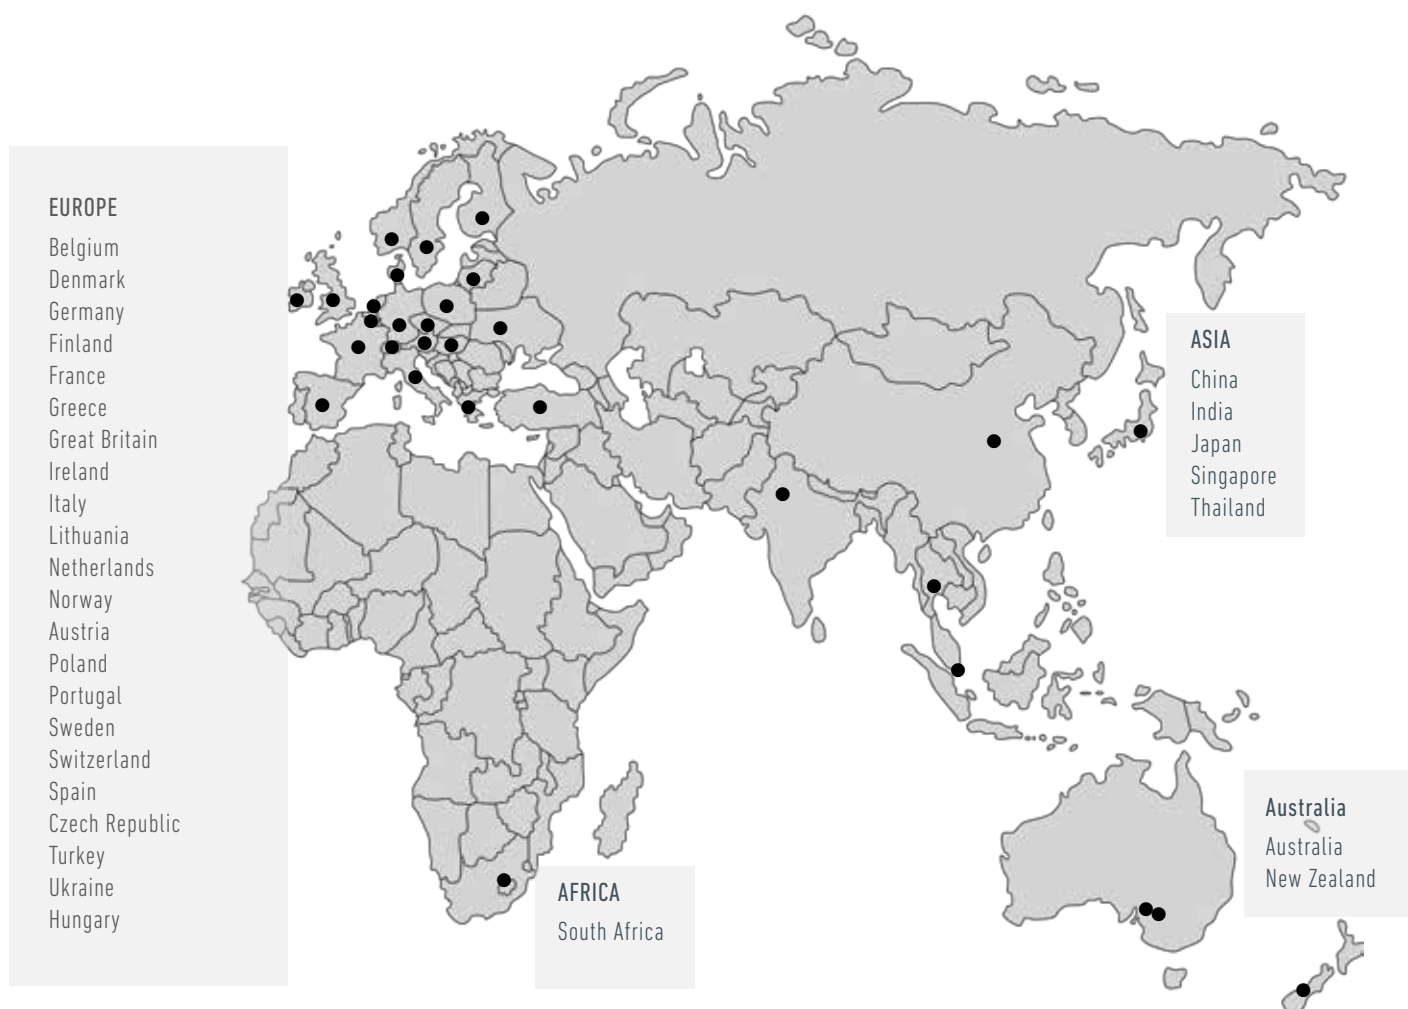 EUROPE
Belgium
Denmark
Germany
Finland
France
Greece
Great Britain
Ireland
Italy
Lithuania
Netherlands
Norway
Austria
Poland
Portugal
Sweden
Switzerland
Spain
Czech Republic
Turkey
Ukraine
Hungary
ASIA
China
India
Japan
Singapore
Thailand
AFRICA
South Africa
Australia
Australia
New Zealand